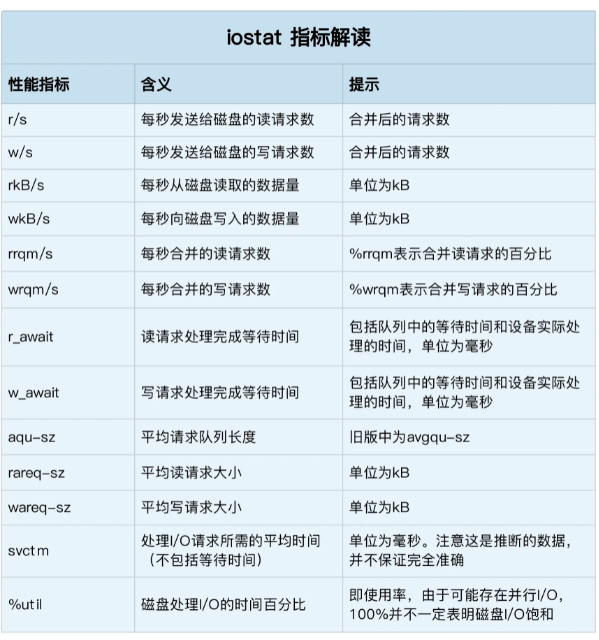 iostat 指标解读
性能指标 含义 提示
r/s 每秒发送给磁盘的读请求数 合并后的请求数
w/s 每秒发送给磁盘的写请求数 合并后的请求数
rkB/s 每秒从磁盘读取的数据量 单位为kB
wkB/s 每秒向磁盘写入的数据量 单位为kB
rrqm/s 每秒合并的读请求数 %rrqm表示合并读请求的百分比
wrqm/s 每秒合并的写请求数 %wrqm表示合并写请求的百分比
r_await 读请求处理完成等待时间 包括队列中的等待时间和设备实际处
理的时间，单位为毫秒
w_await 写请求处理完成等待时间 包括队列中的等待时间和设备实际处
理的时间，单位为毫秒
aqu-sz 平均请求队列长度 旧版中为avgqu-sz
rareq-sz 平均读请求大小 单位为kB
wareq-sz 平均写请求大小 单位为kB
svctm 处理I/O请求所需的平均时间 单位为毫秒。注意这是推断的数据，
（不包括等待时间） 并不保证完全准确
%util 磁盘处理I/O的时间百分比 即使用率，由于可能存在并行I/O，
100%并不一定表明磁盘I/O饱和